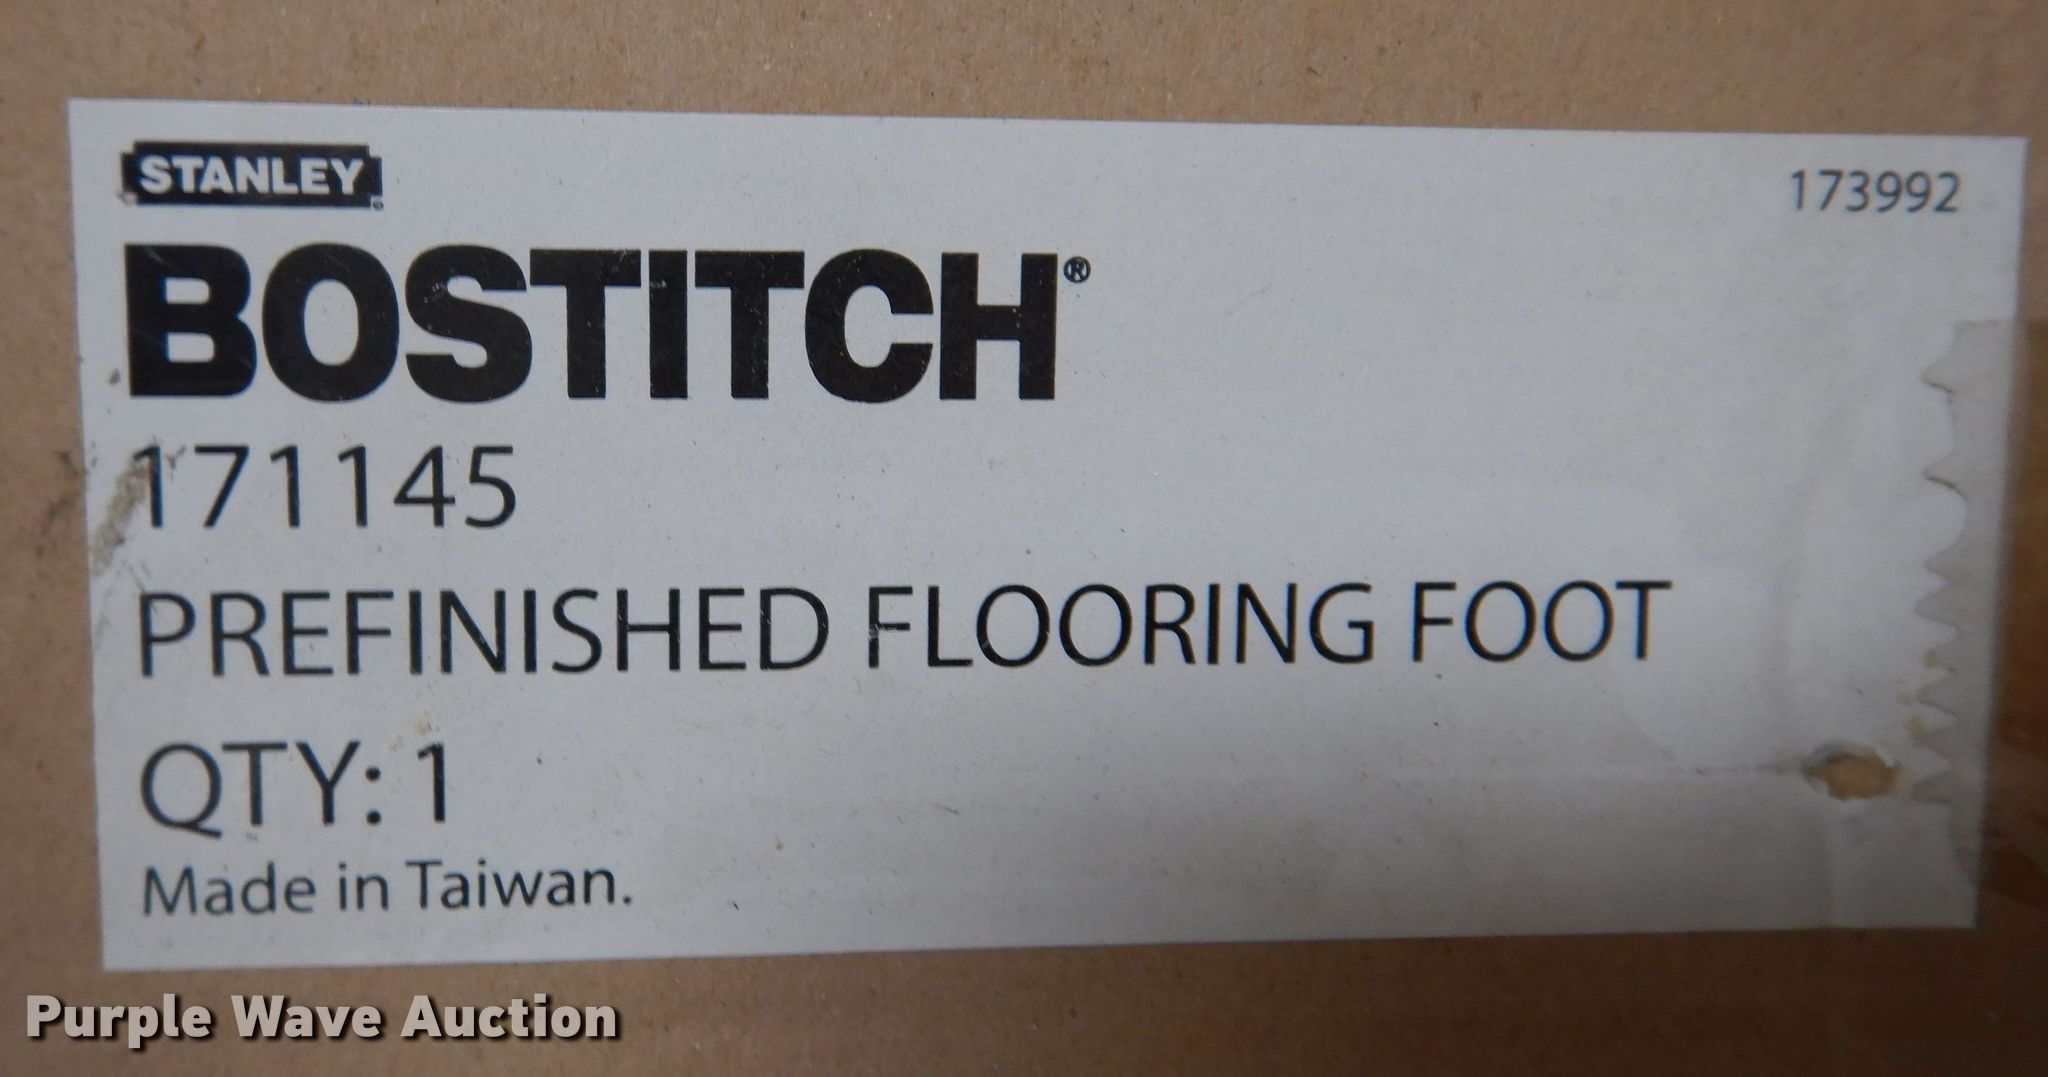 STANLEY
173992
BOSTITCH®
171145
PREFINISHED FLOORING FOOT
QTY: 1
Made in Taiwan.
Purple Wave Auction